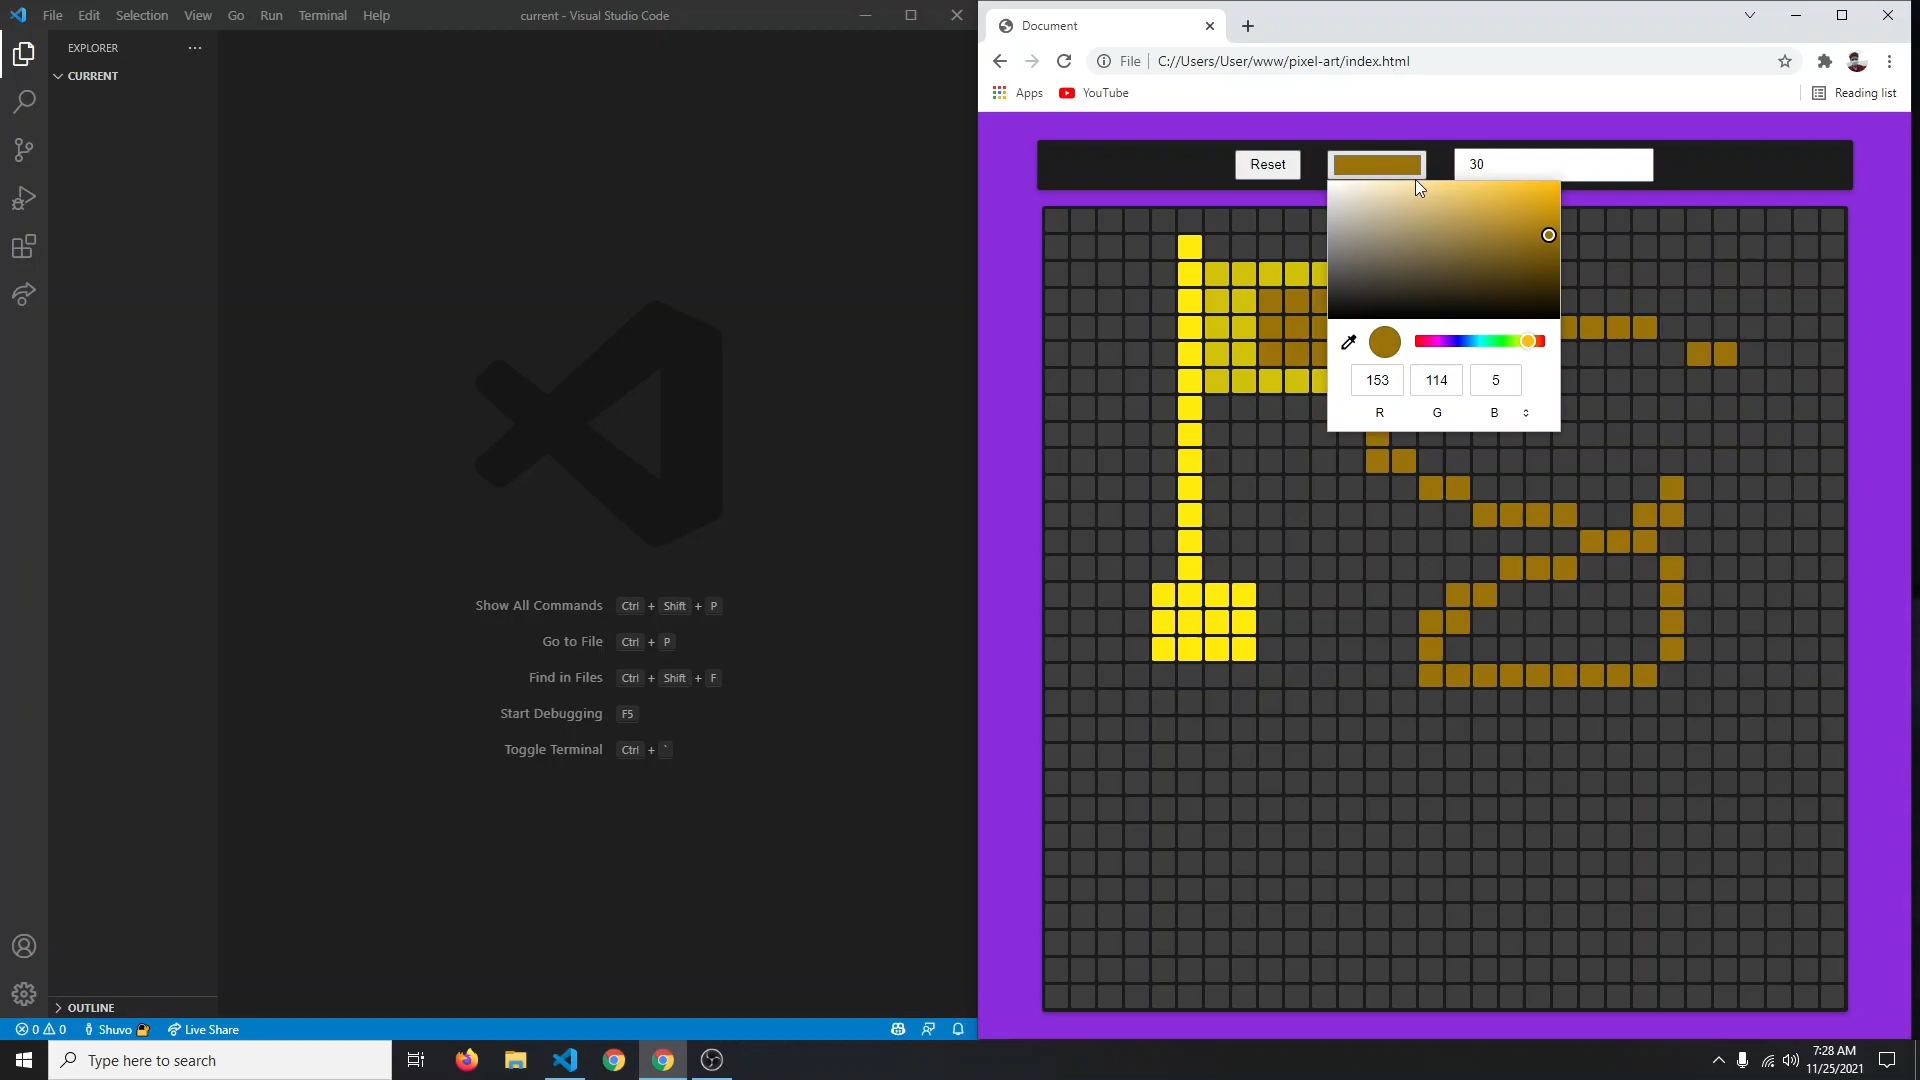 File Edit Selection View Go Run Terminal Help
current - Visual Studio Code
EXPLORER
CURRENT
Show All Commands Ctrl + Shift + P
Go to File Ctrl + P
Find in Files Ctrl + Shift + F
Start Debugging F5
Toggle Terminal Ctrl + `
OUTLINE
0 0 Shuvo Live Share
Document
File C://Users/User/www/pixel-art/index.html
Apps YouTube Reading list
Reset 30
153 114 5
R G B
Type here to search
7:28 AM
11/25/2021